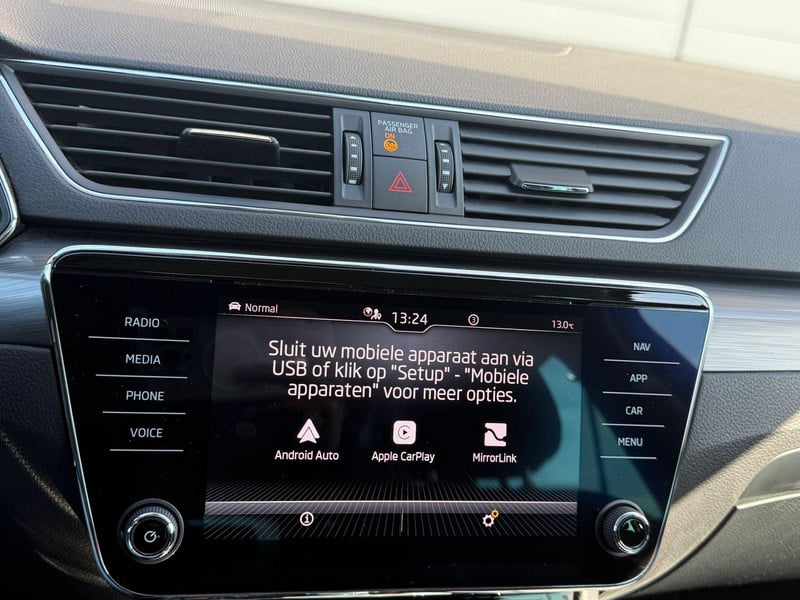 PASSENGER
AIR BAG
ON
Normal
13:24
3
13.0°C
RADIO
MEDIA
PHONE
VOICE
Sluit uw mobiele apparaat aan via
USB of klik op "Setup" - "Mobiele
apparaten" voor meer opties.
Android Auto
Apple CarPlay
MirrorLink
NAV
APP
CAR
MENU